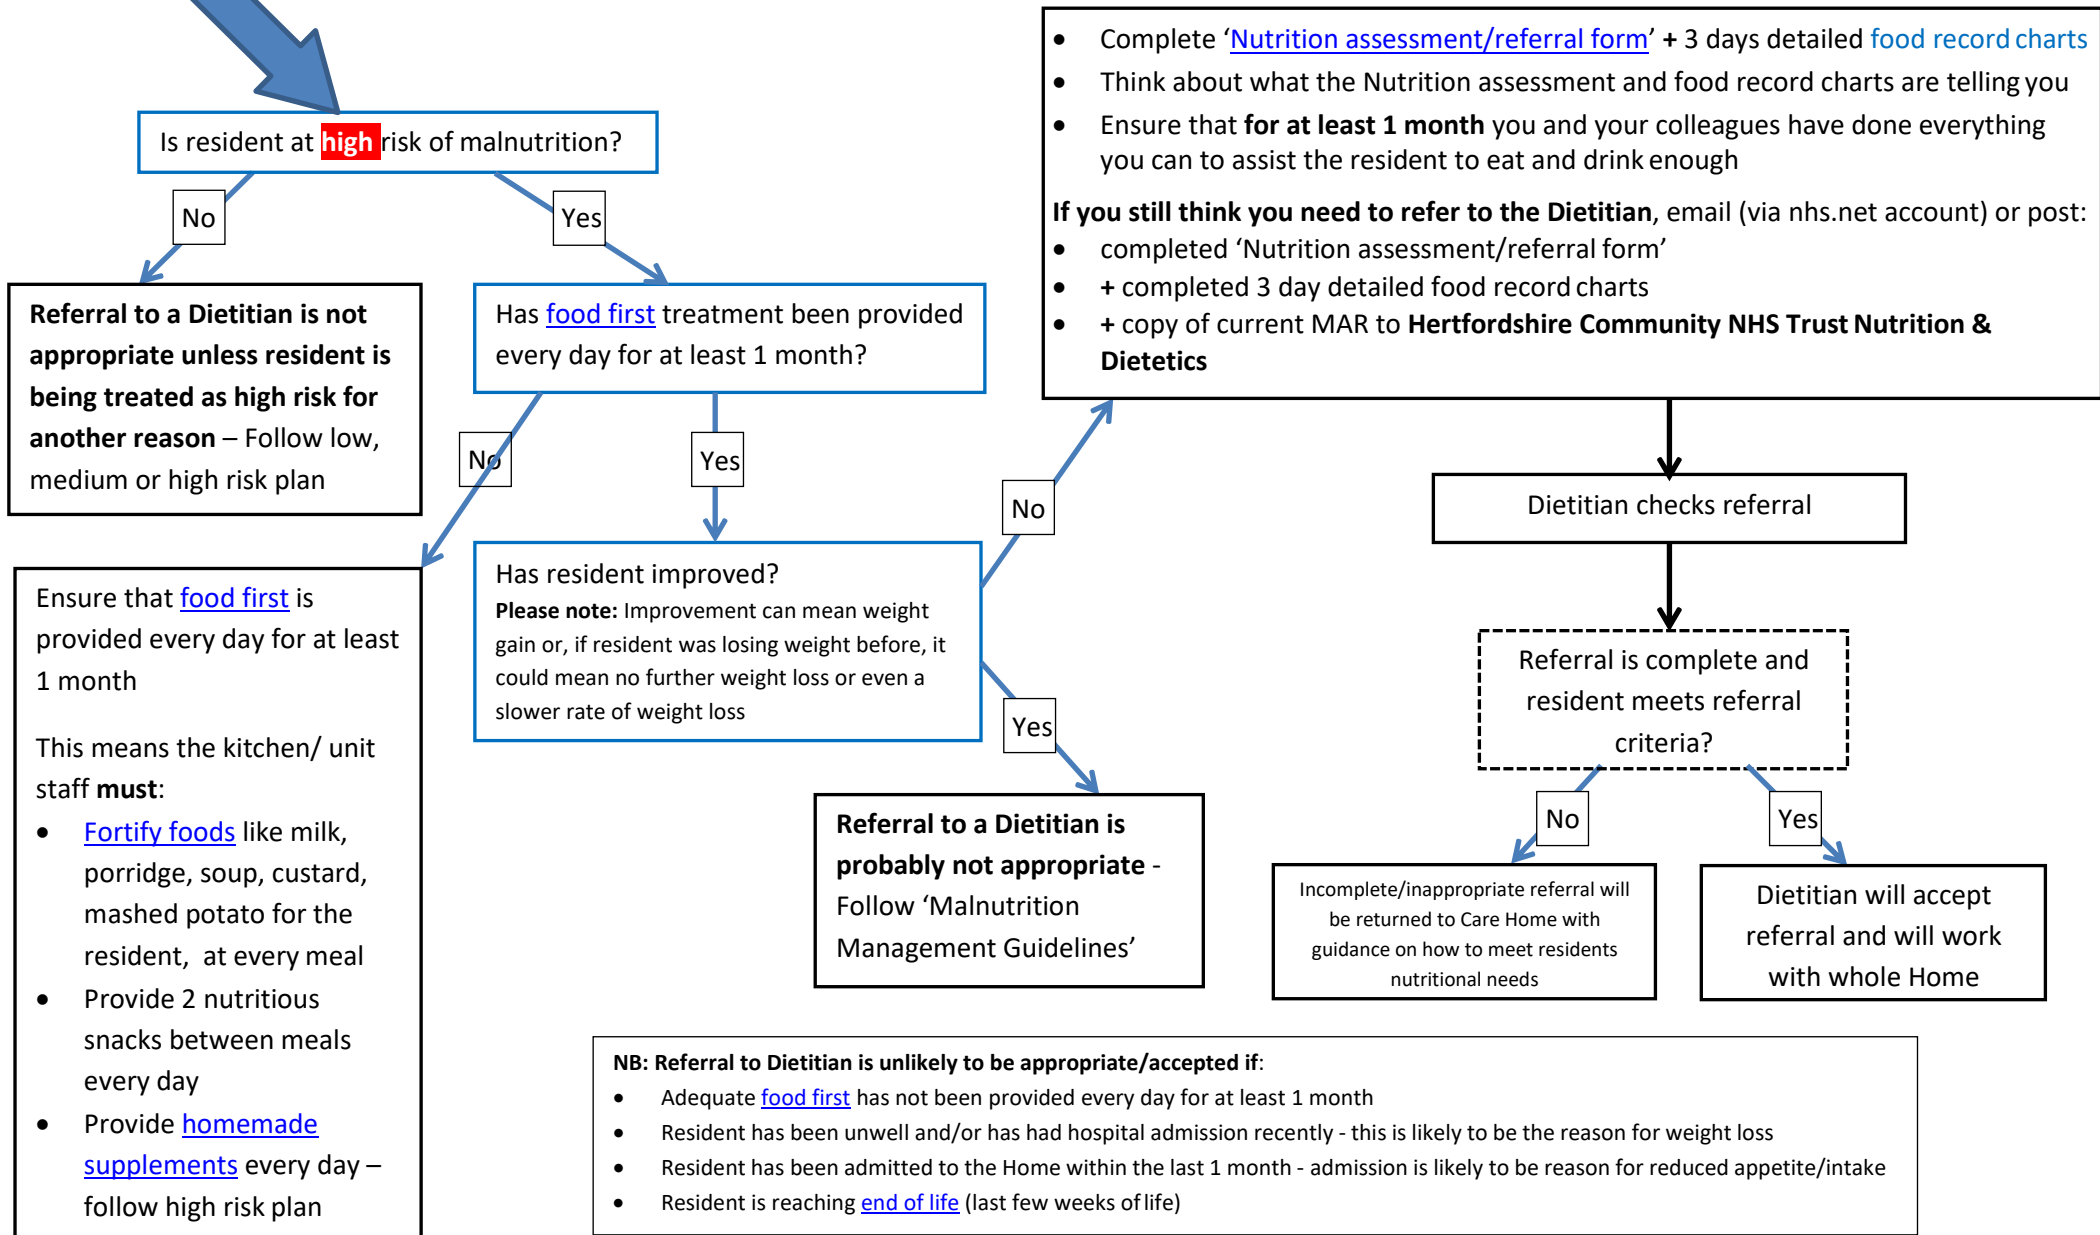 Is resident at high risk of malnutrition?
No
Yes
Referral to a Dietitian is not
appropriate unless resident is
being treated as high risk for
another reason – Follow low,
medium or high risk plan
Has food first treatment been provided
every day for at least 1 month?
No
Yes
Ensure that food first is
provided every day for at least
1 month
This means the kitchen/ unit
staff must:
• Fortify foods like milk,
porridge, soup, custard,
mashed potato for the
resident, at every meal
• Provide 2 nutritious
snacks between meals
every day
• Provide homemade
supplements every day –
follow high risk plan
Has resident improved?
Please note: Improvement can mean weight
gain or, if resident was losing weight before, it
could mean no further weight loss or even a
slower rate of weight loss
No
Yes
Referral to a Dietitian is
probably not appropriate -
Follow ‘Malnutrition
Management Guidelines’
• Complete ‘Nutrition assessment/referral form’ + 3 days detailed food record charts
• Think about what the Nutrition assessment and food record charts are telling you
• Ensure that for at least 1 month you and your colleagues have done everything
you can to assist the resident to eat and drink enough
If you still think you need to refer to the Dietitian, email (via nhs.net account) or post:
• completed ‘Nutrition assessment/referral form’
• + completed 3 day detailed food record charts
• + copy of current MAR to Hertfordshire Community NHS Trust Nutrition &
Dietetics
Dietitian checks referral
Referral is complete and
resident meets referral
criteria?
No
Yes
Incomplete/inappropriate referral will
be returned to Care Home with
guidance on how to meet residents
nutritional needs
Dietitian will accept
referral and will work
with whole Home
NB: Referral to Dietitian is unlikely to be appropriate/accepted if:
• Adequate food first has not been provided every day for at least 1 month
• Resident has been unwell and/or has had hospital admission recently - this is likely to be the reason for weight loss
• Resident has been admitted to the Home within the last 1 month - admission is likely to be reason for reduced appetite/intake
• Resident is reaching end of life (last few weeks of life)